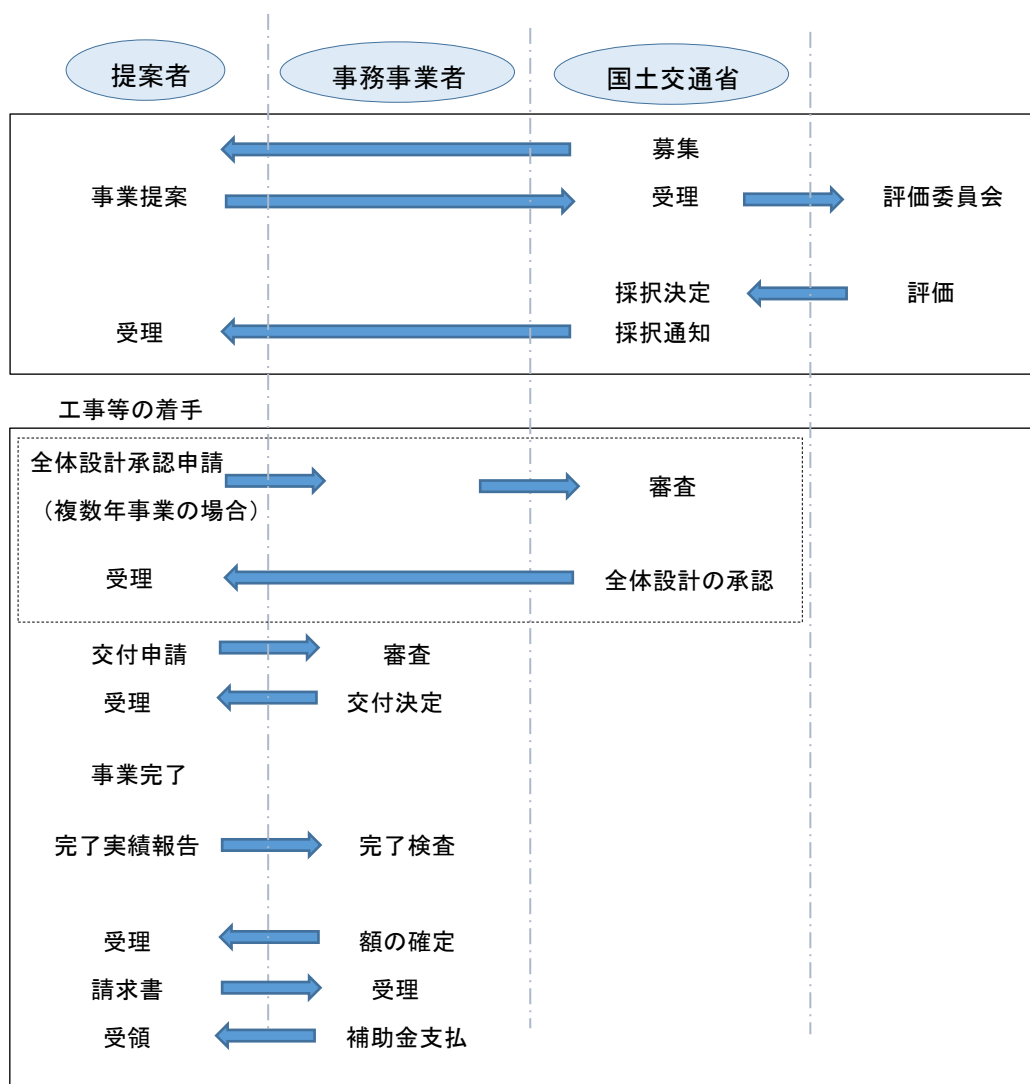 提案者
事務事業者
国土交通省
募集
事業提案
受理
評価委員会
採択決定
評価
受理
採択通知
工事等の着手
全体設計承認申請
（複数年事業の場合）
審査
受理
全体設計の承認
交付申請
審査
受理
交付決定
事業完了
完了実績報告
完了検査
受理
額の確定
請求書
受理
受領
補助金支払